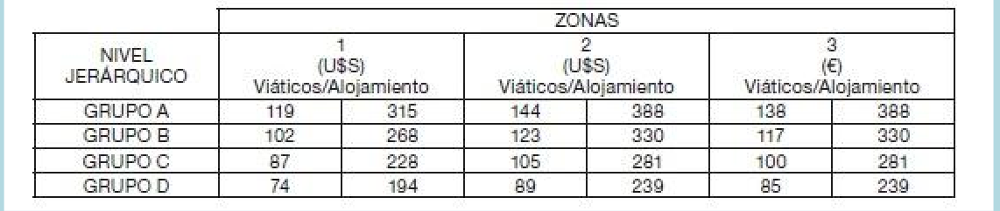 ZONAS
NIVEL JERÁRQUICO
1
(U$S)
Viáticos/Alojamiento
2
(U$S)
Viáticos/Alojamiento
3
(€)
Viáticos/Alojamiento
GRUPO A 119 315 144 388 138 388
GRUPO B 102 268 123 330 117 330
GRUPO C 87 228 105 281 100 281
GRUPO D 74 194 89 239 85 239